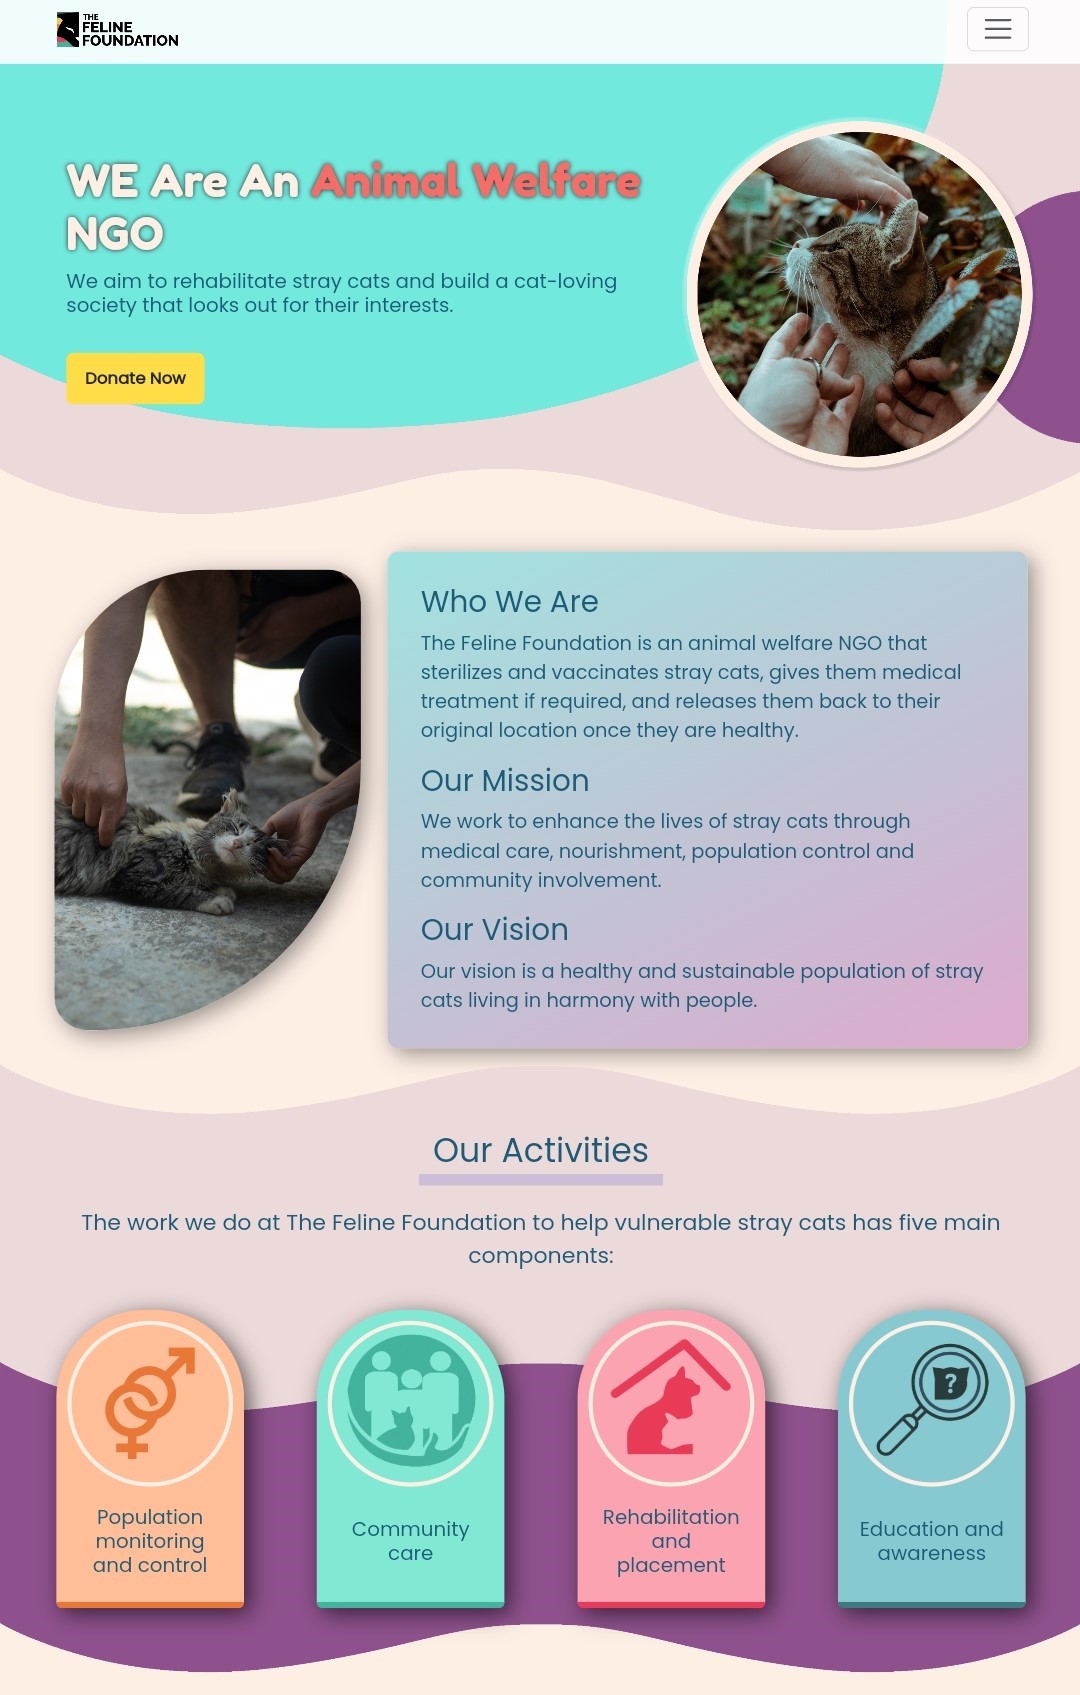 THE
FELINE
FOUNDATION
WE Are An Animal Welfare
NGO
We aim to rehabilitate stray cats and build a cat-loving
society that looks out for their interests.
Donate Now
Who We Are
The Feline Foundation is an animal welfare NGO that
sterilizes and vaccinates stray cats, gives them medical
treatment if required, and releases them back to their
original location once they are healthy.
Our Mission
We work to enhance the lives of stray cats through
medical care, nourishment, population control and
community involvement.
Our Vision
Our vision is a healthy and sustainable population of stray
cats living in harmony with people.
Our Activities
The work we do at The Feline Foundation to help vulnerable stray cats has five main
components:
?
Population
monitoring
and control
Community
care
Rehabilitation
and
placement
Education and
awareness